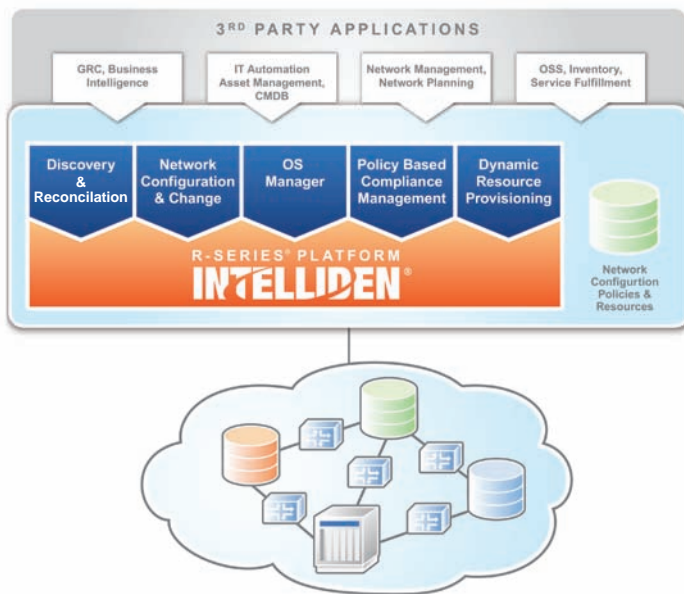 3RD PARTY APPLICATIONS
GRC, Business
Intelligence
IT Automation
Asset Management,
CMDB
Network Management,
Network Planning
OSS, Inventory,
Service Fulfillment
Discovery
&
Reconcilation
Network
Configuration
& Change
OS
Manager
Policy Based
Compliance
Management
Dynamic
Resource
Provisioning
R-SERIES® PLATFORM
INTELLIDEN®
Network
Configurtion
Policies &
Resources